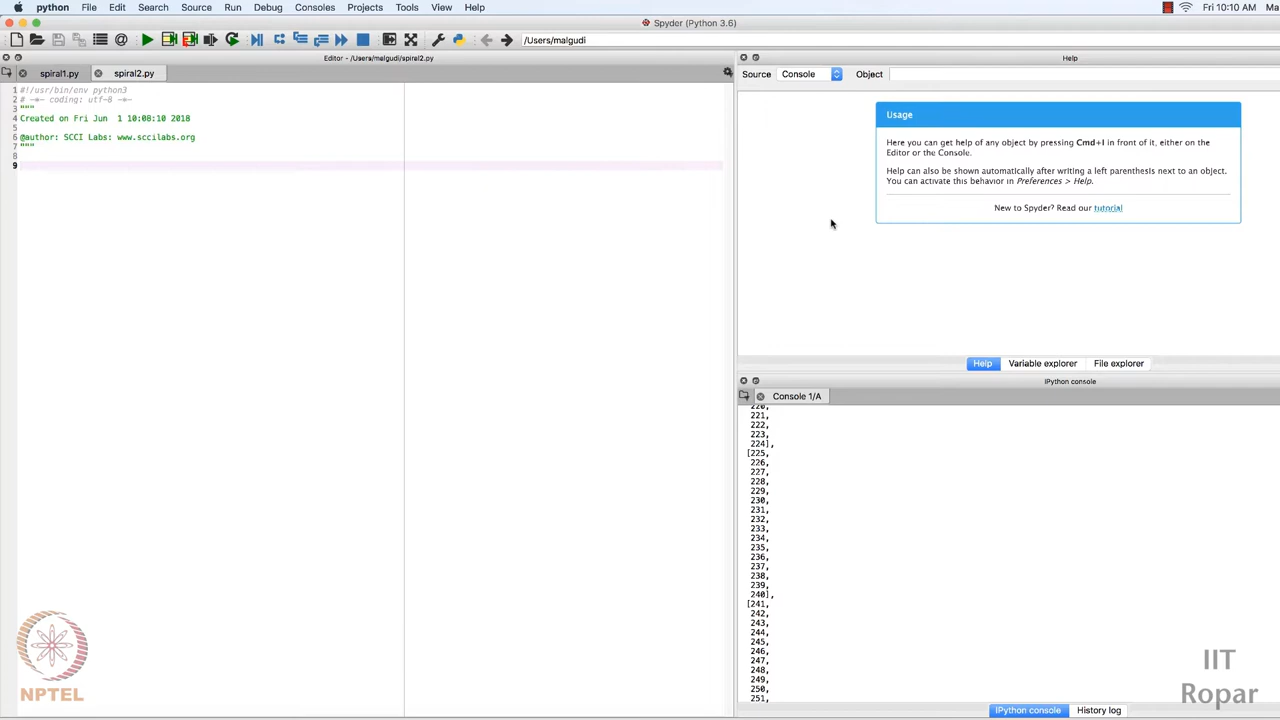 python File Edit Search Source Run Debug Consoles Projects Tools View Help Fri 10:10 AM Ma
Spyder (Python 3.6)
/Users/malgudi
Editor - /Users/malgudi/spiral2.py
Help
spiral1.py spiral2.py
Source Console Object
1 #!/usr/bin/env python3
2 # -*- coding: utf-8 -*-
3 """
4 Created on Fri Jun  1 10:08:10 2018
5
6 @author: SCCI Labs: www.sccilabs.org
7 """
8
9
Usage
Here you can get help of any object by pressing Cmd+I in front of it, either on the
Editor or the Console.
Help can also be shown automatically after writing a left parenthesis next to an object.
You can activate this behavior in Preferences > Help.
New to Spyder? Read our tutorial
Help Variable explorer File explorer
IPython console
Console 1/A
220,
221,
222,
223,
224],
[225,
226,
227,
228,
229,
230,
231,
232,
233,
234,
235,
236,
237,
238,
239,
240],
[241,
242,
243,
244,
245,
246,
247,
248,
249,
250,
251,
IPython console History log
NPTEL
IIT
Ropar